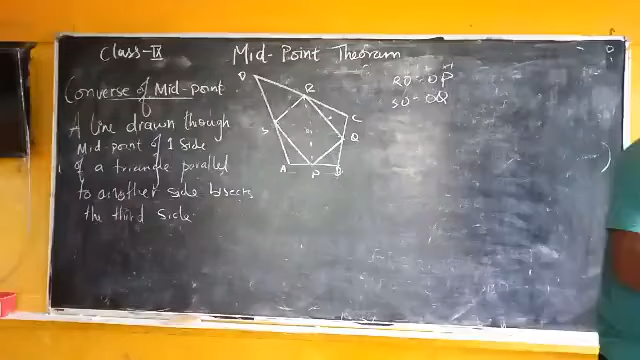 Class-IX
Mid-Point Theoram
Converse of Mid-point
A line drawn through
Mid-point of 1 side
of a triangle parallel
to another side bisects
the third side.
D
R
C
S
Q
A
P
B
RO = OP
SO = OQ